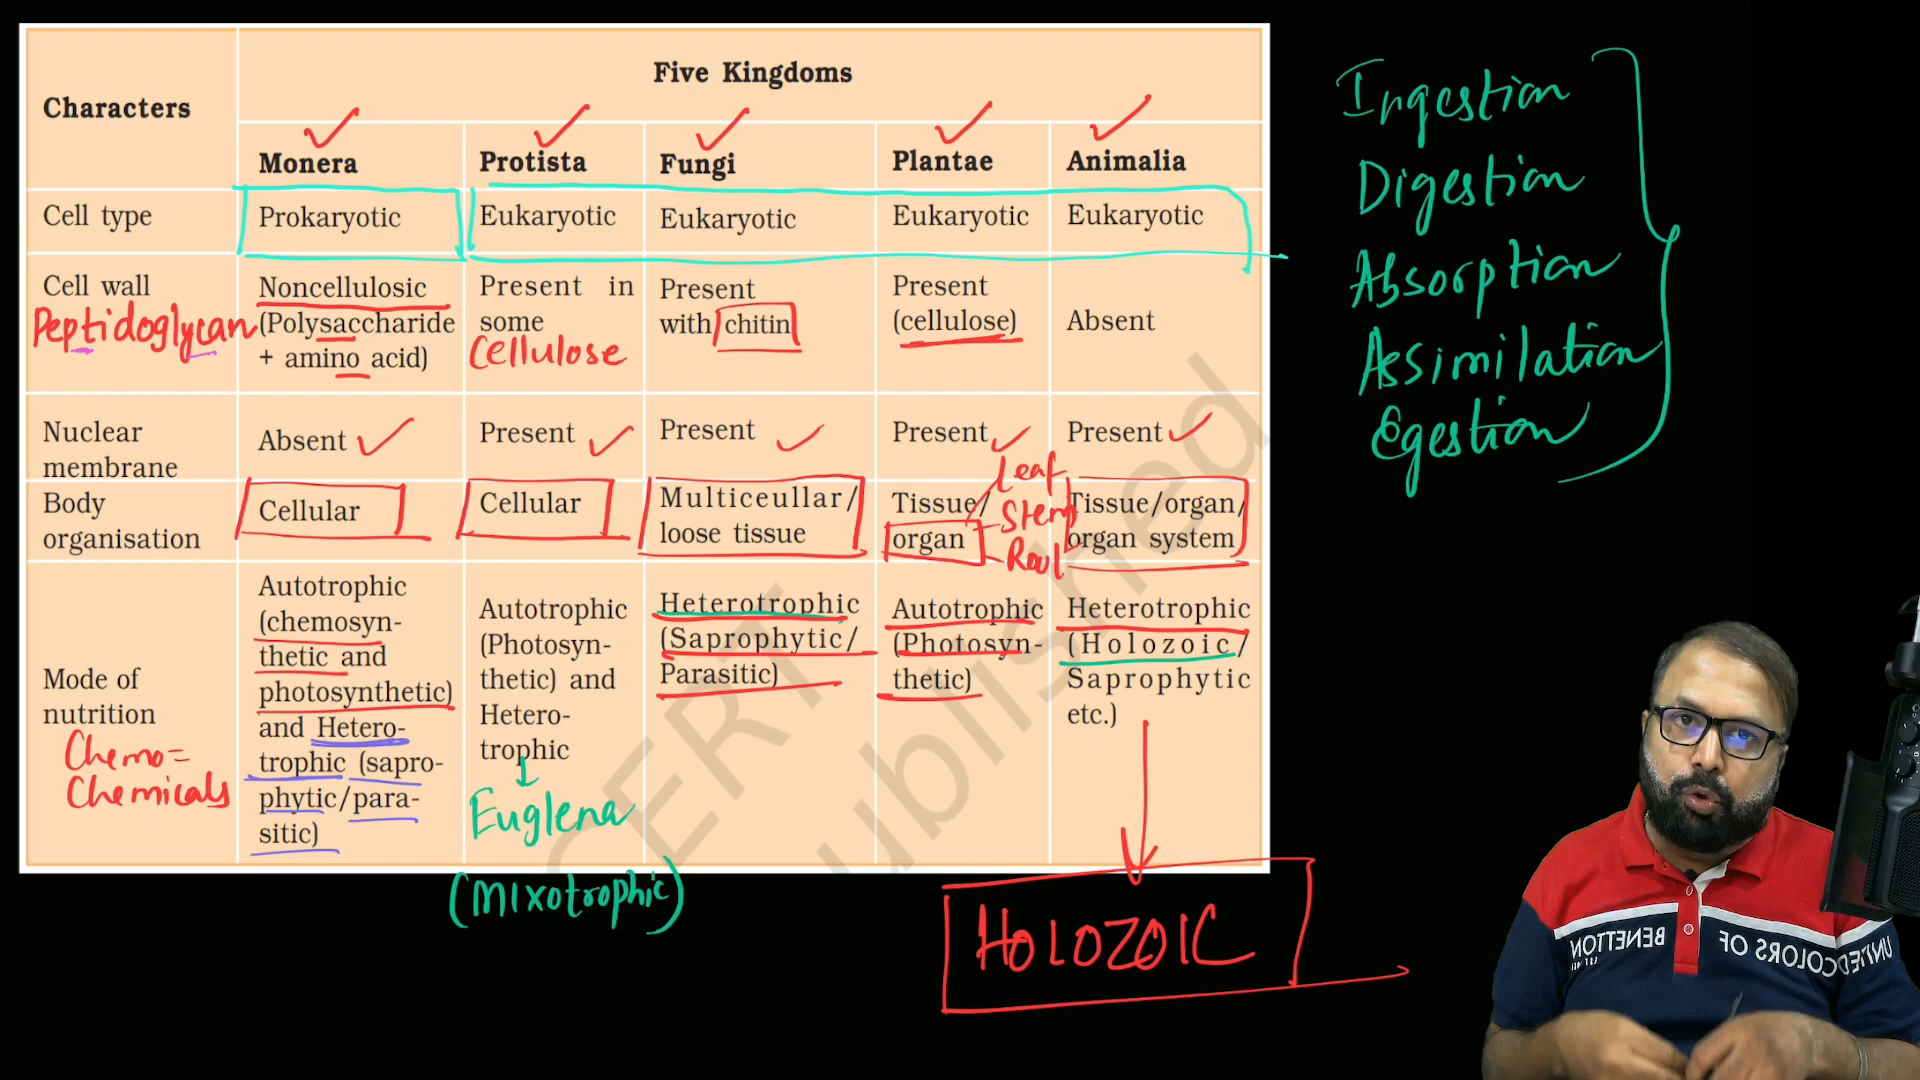 Five Kingdoms
Characters
Monera
Protista
Fungi
Plantae
Animalia
Cell type
Prokaryotic
Eukaryotic
Eukaryotic
Eukaryotic
Eukaryotic
Cell wall
Peptidoglycan
Noncellulosic
(Polysaccharide
+ amino acid)
Present in
some
Cellulose
Present
with chitin
Present
(cellulose)
Absent
Nuclear
membrane
Absent
Present
Present
Present
Present
Body
organisation
Cellular
Cellular
Multiceullar/
loose tissue
Tissue/
organ
Leaf
Stem
Root
Tissue/organ/
organ system
Mode of
nutrition
Chemo=
Chemicals
Autotrophic
(chemosyn-
thetic and
photosynthetic)
and Hetero-
trophic (sapro-
phytic/para-
sitic)
Autotrophic
(Photosyn-
thetic) and
Hetero-
trophic
Euglena
(mixotrophic)
Heterotrophic
(Saprophytic/
Parasitic)
Autotrophic
(Photosyn-
thetic)
Heterotrophic
(Holozoic/
Saprophytic
etc.)
HOLOZOIC
Ingestion
Digestion
Absorption
Assimilation
Egestion
UNITED COLORS OF
BENETTON